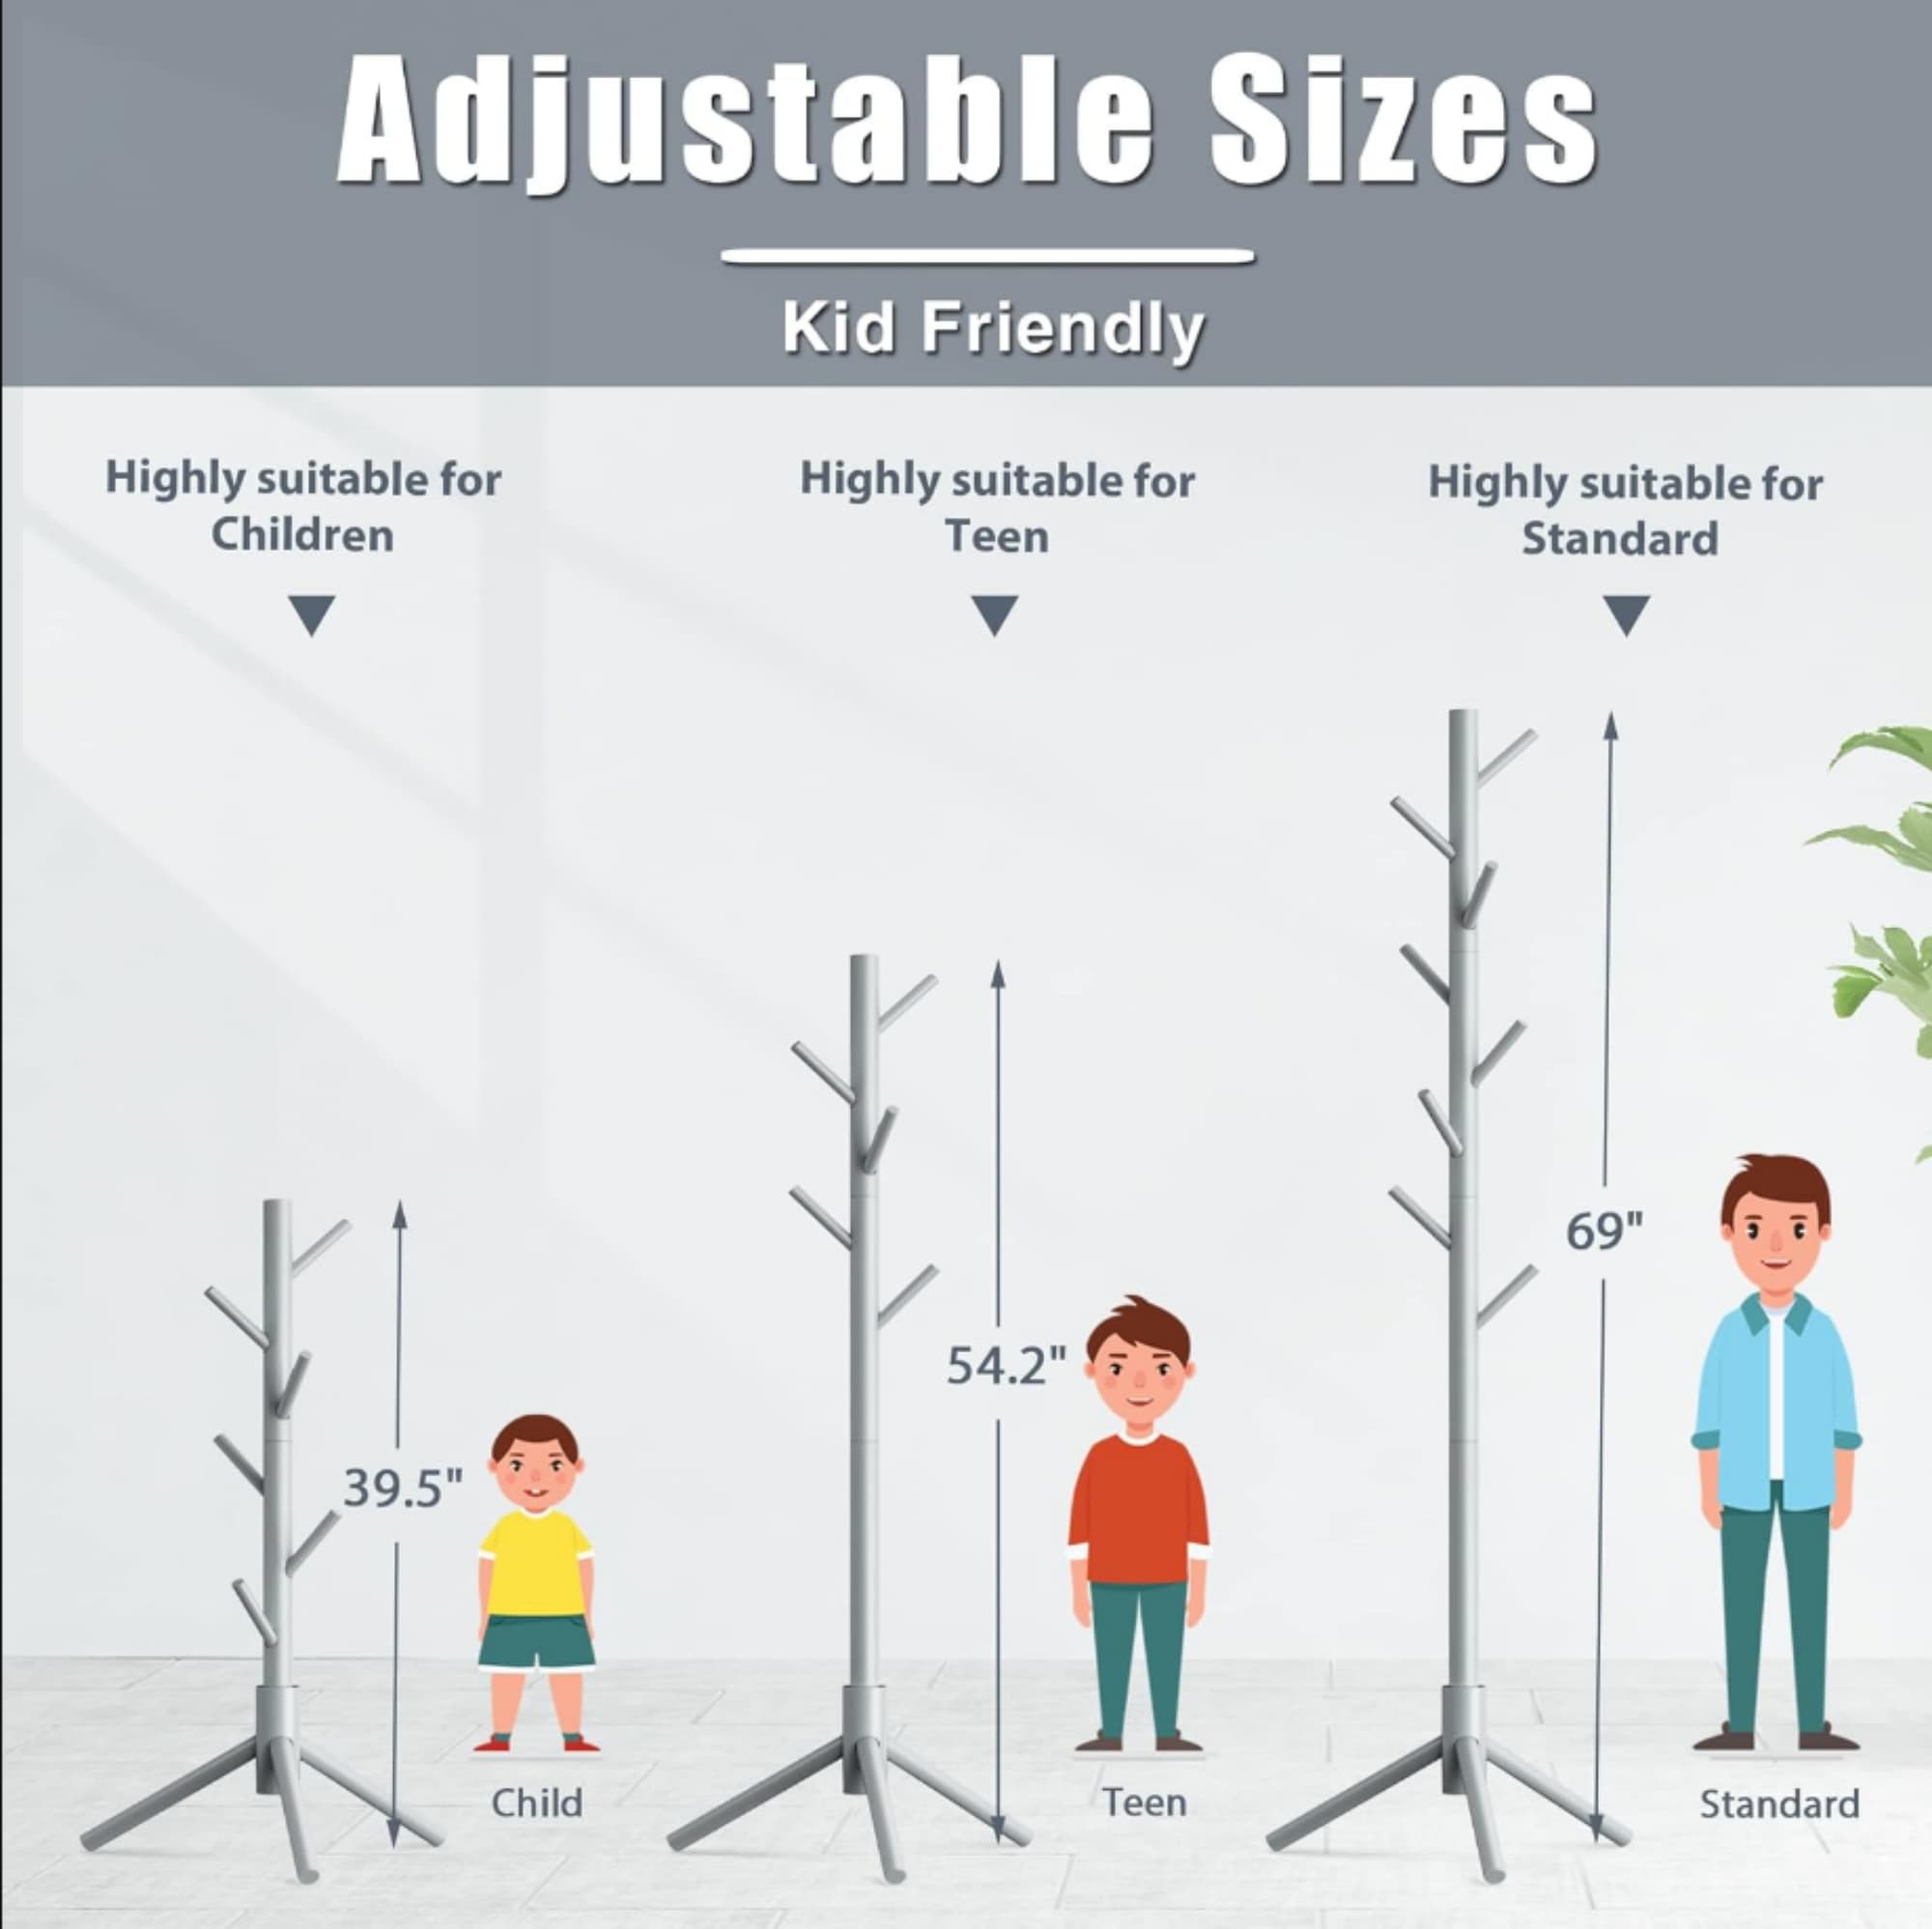 Adjustable Sizes
Kid Friendly
Highly suitable for
Children
Highly suitable for
Teen
Highly suitable for
Standard
39.5"
54.2"
69"
Child
Teen
Standard